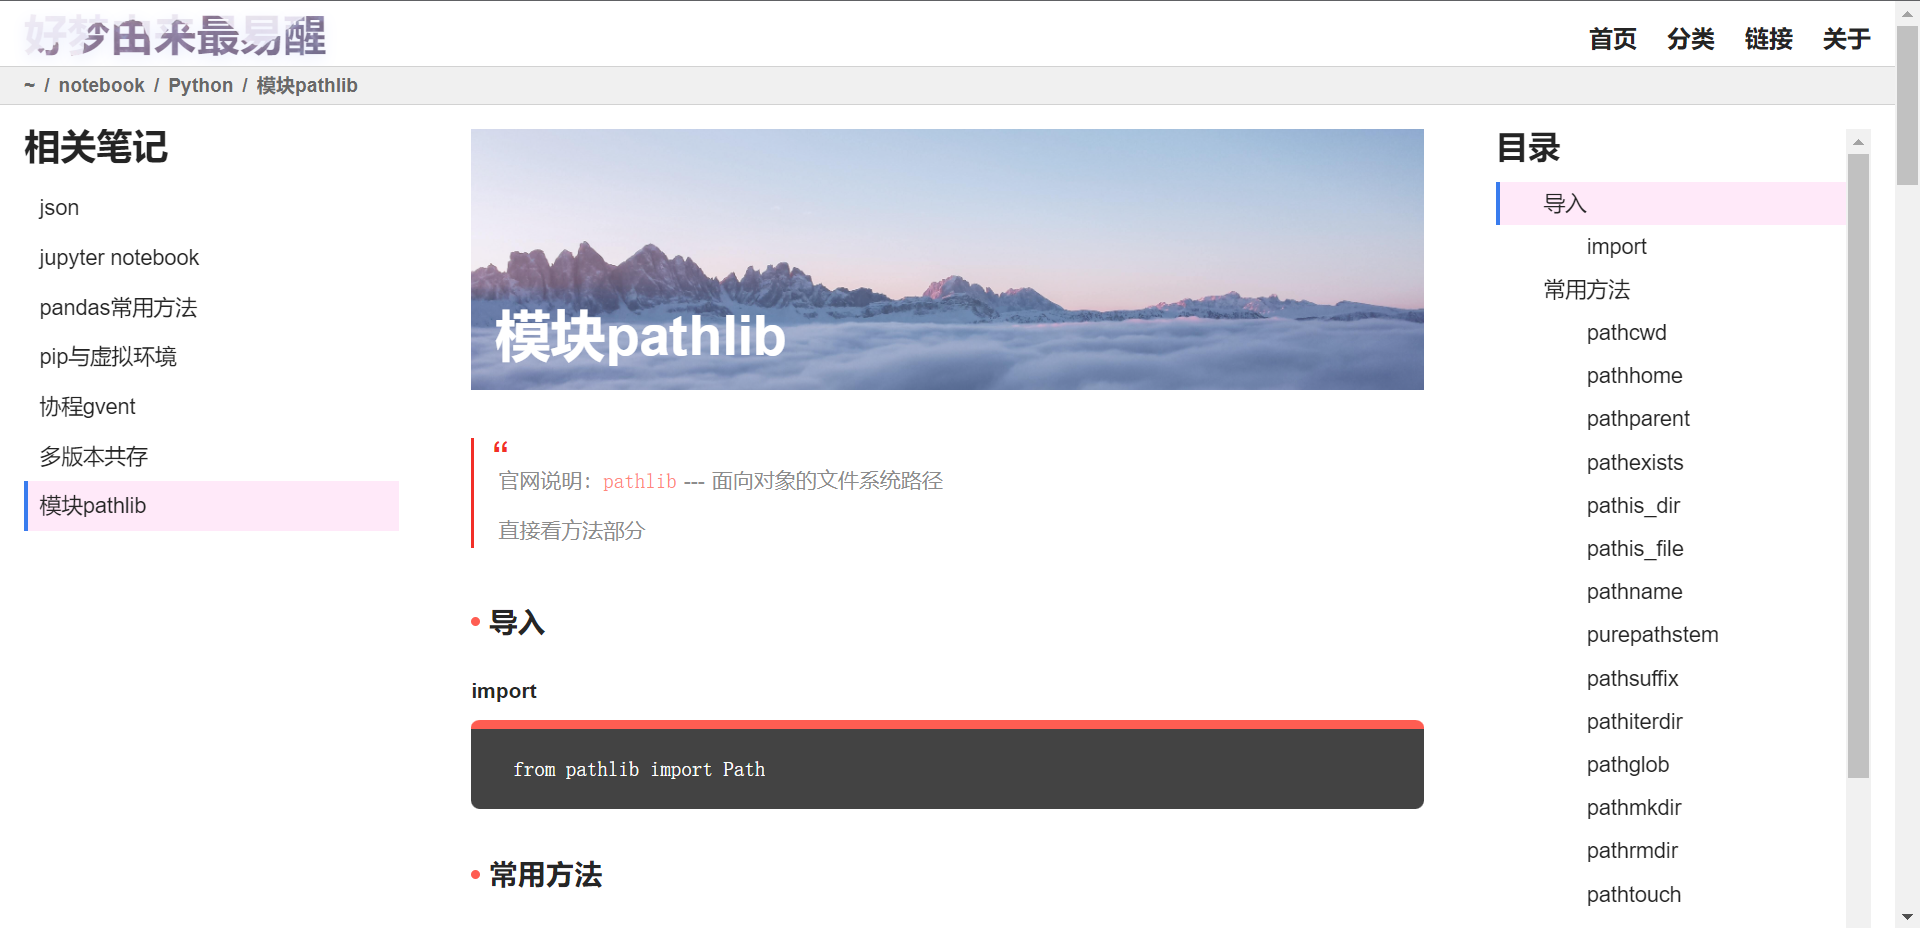 好梦由来最易醒
首页 分类 链接 关于
~ / notebook / Python / 模块pathlib
相关笔记
json
jupyter notebook
pandas常用方法
pip与虚拟环境
协程gvent
多版本共存
模块pathlib
模块pathlib
“
官网说明：pathlib --- 面向对象的文件系统路径
直接看方法部分
导入
import
from pathlib import Path
常用方法
目录
导入
import
常用方法
pathcwd
pathhome
pathparent
pathexists
pathis_dir
pathis_file
pathname
purepathstem
pathsuffix
pathiterdir
pathglob
pathmkdir
pathrmdir
pathtouch